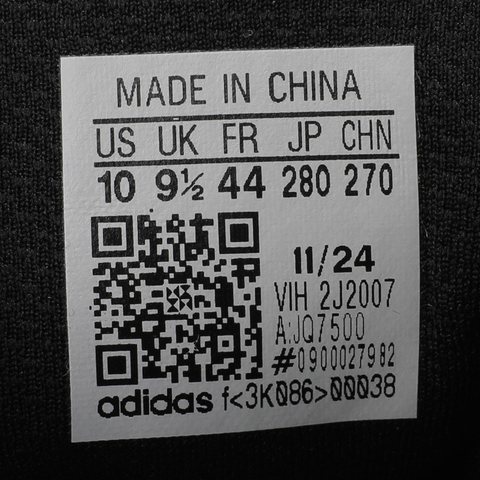 MADE IN CHINA
US UK FR JP CHN
10 9½ 44 280 270
11/24
VIH 2J2007
A:JQ7500
#0900027982
adidas f<3K086>00038